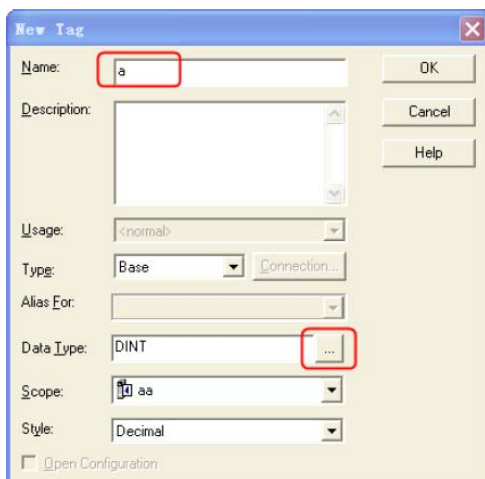 New Tag
Name: a OK
Description: Cancel
Help
Usage: <normal>
Type: Base Connection...
Alias For:
Data Type: DINT ...
Scope: aa
Style: Decimal
Open Configuration